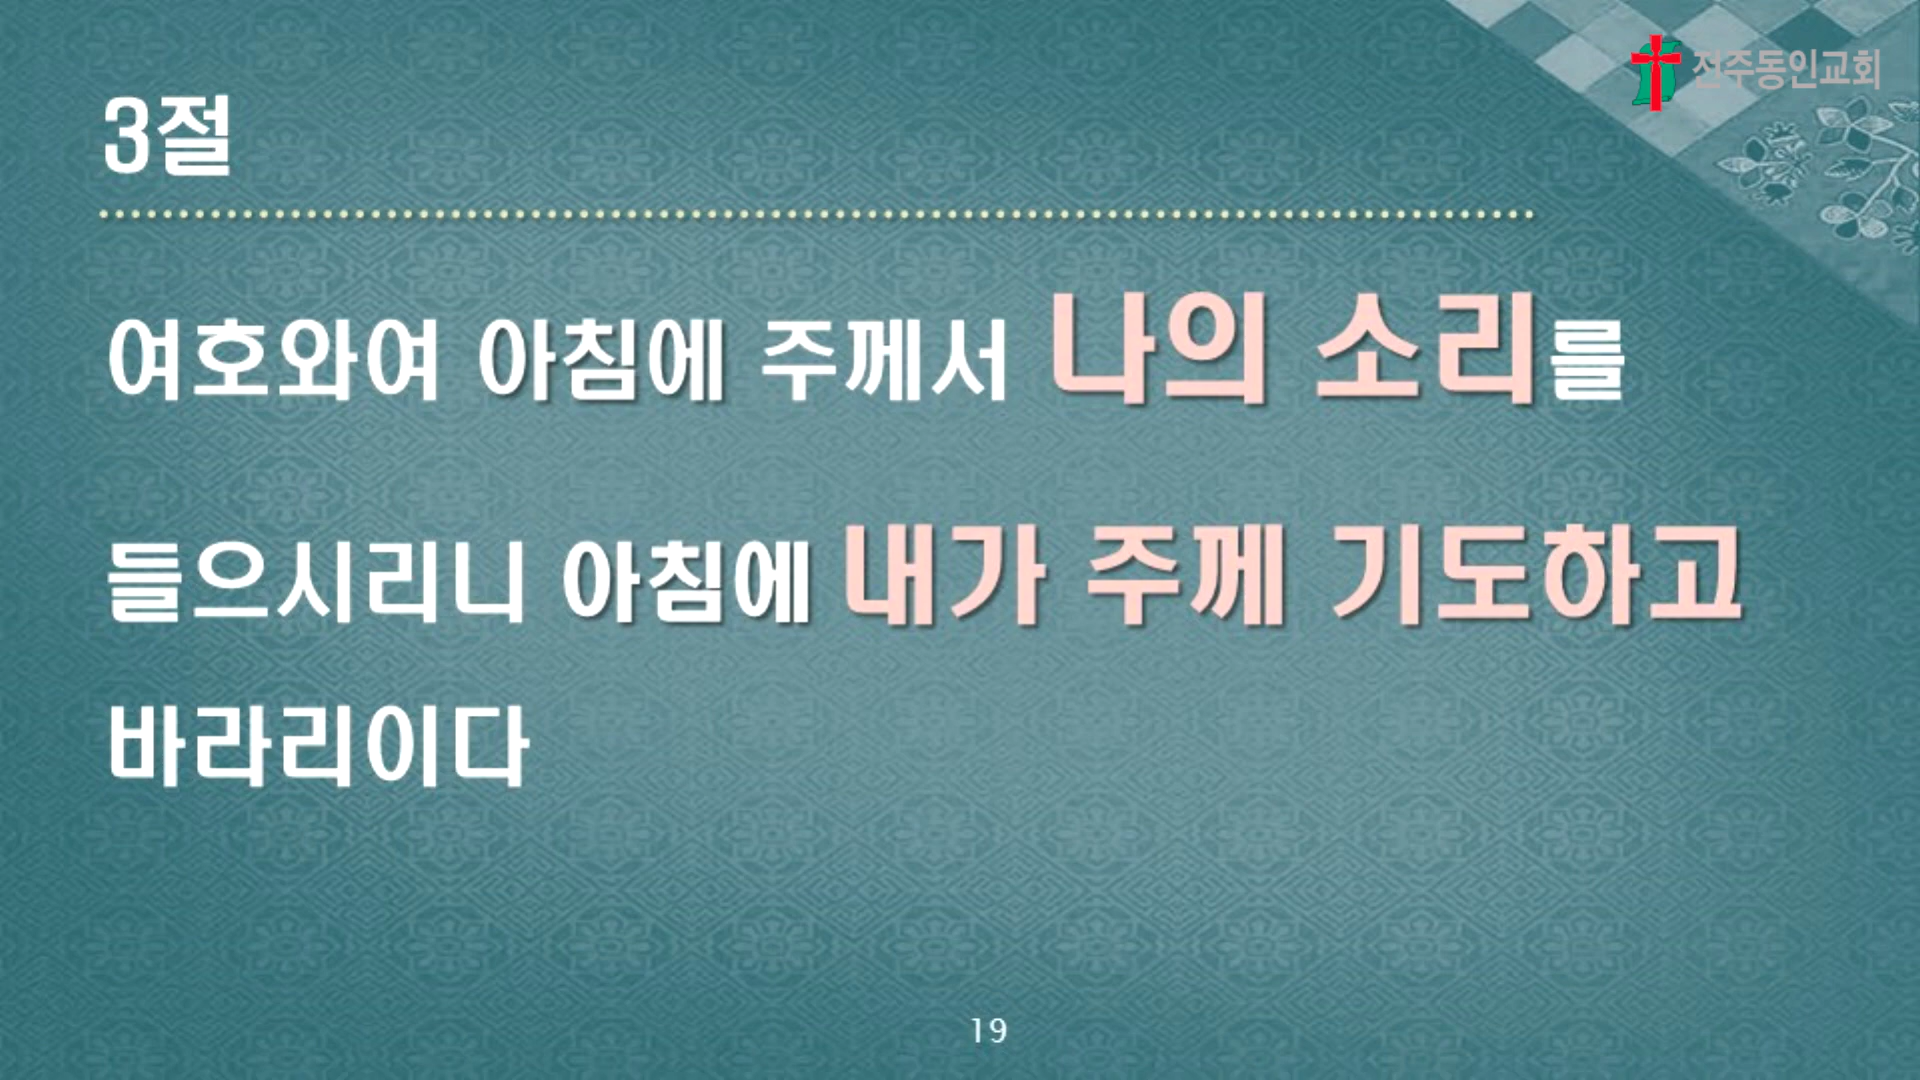 전주동인교회
3절
여호와여 아침에 주께서 나의 소리를
들으시리니 아침에 내가 주께 기도하고
바라리이다
19